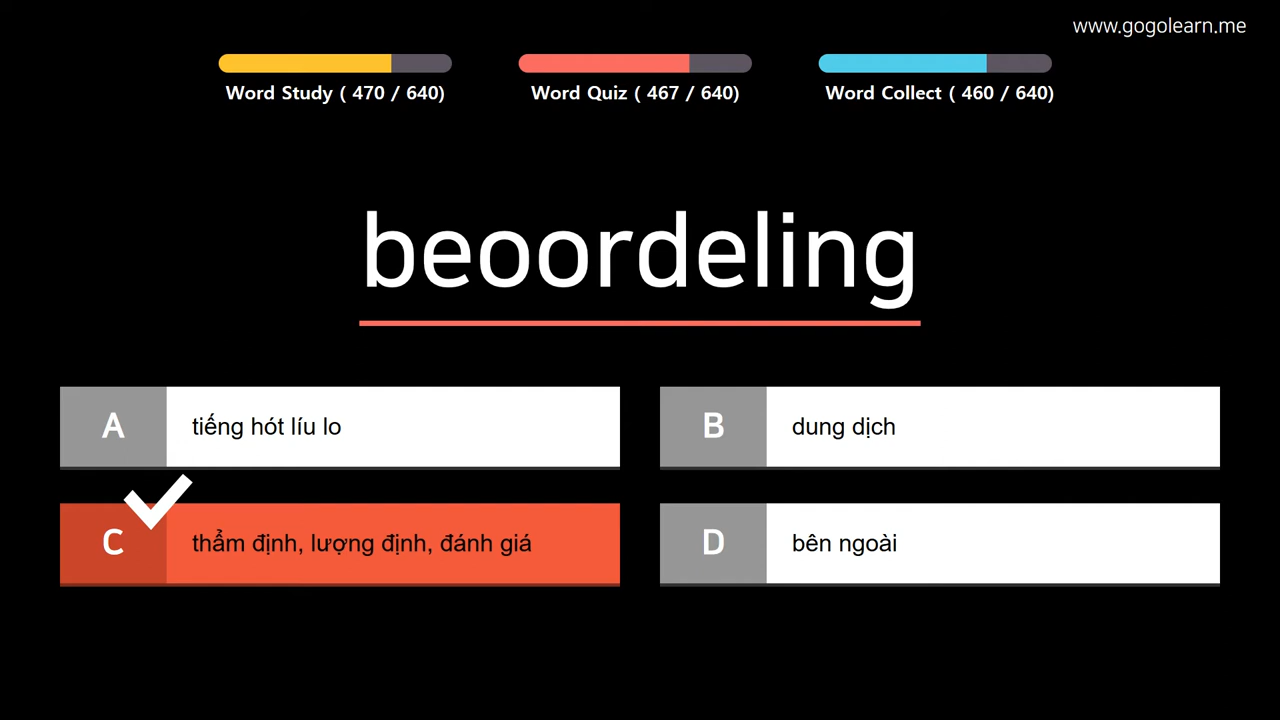 www.gogolearn.me
Word Study ( 470 / 640)
Word Quiz ( 467 / 640)
Word Collect ( 460 / 640)
beoordeling
A
tiếng hót líu lo
B
dung dịch
C
thẩm định, lượng định, đánh giá
D
bên ngoài